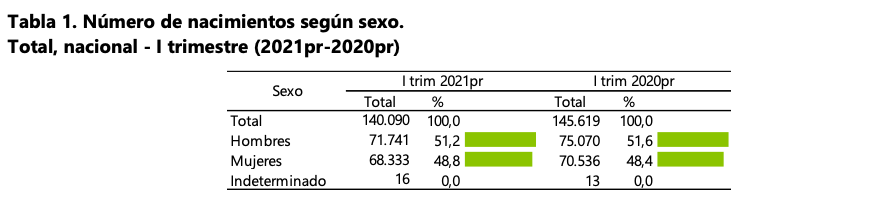 Tabla 1. Número de nacimientos según sexo.
Total, nacional - I trimestre (2021pr-2020pr)
Sexo I trim 2021pr I trim 2020pr
Total % Total %
Total 140.090 100,0 145.619 100,0
Hombres 71.741 51,2 75.070 51,6
Mujeres 68.333 48,8 70.536 48,4
Indeterminado 16 0,0 13 0,0